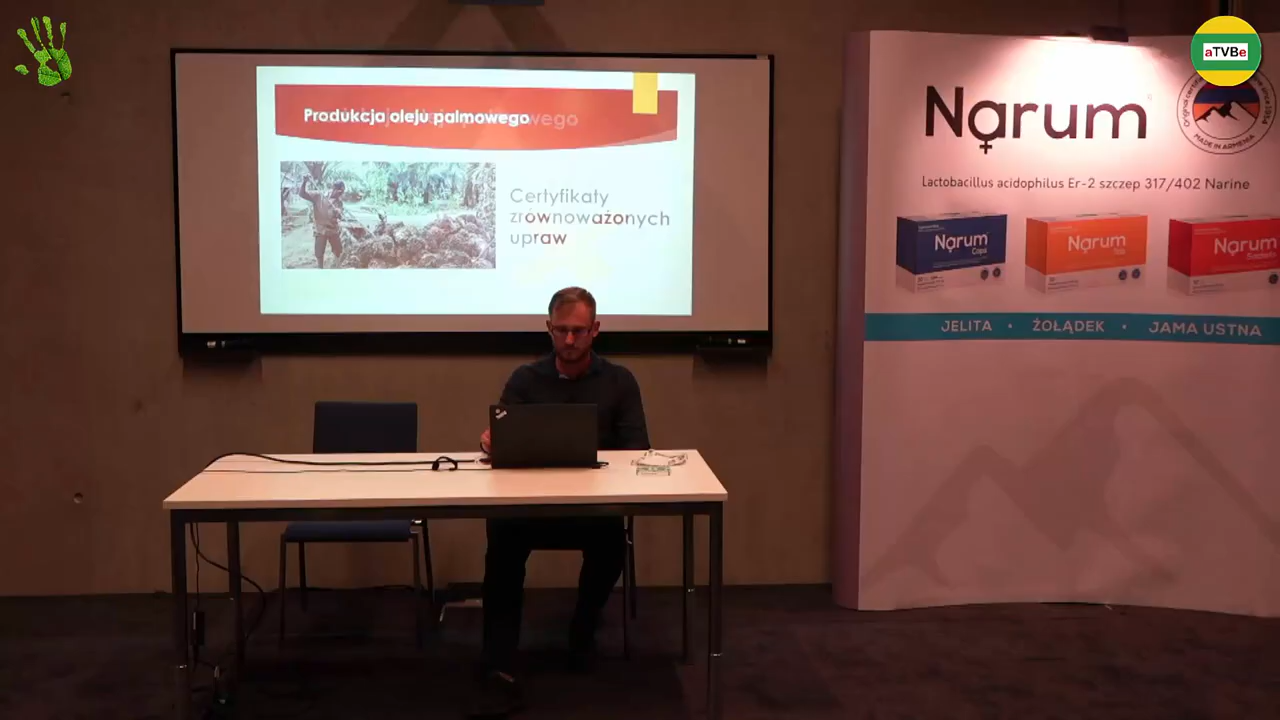 aTVBe
Produkcja oleju palmowego
Certyfikaty
zrównoważonych
upraw
Narum
MADE IN ARMENIA
Lactobacillus acidophilus Er-2 szczep 317/402 Narine
Narum
Caps
Narum
Narum
JELITA • ŻOŁĄDEK • JAMA USTNA